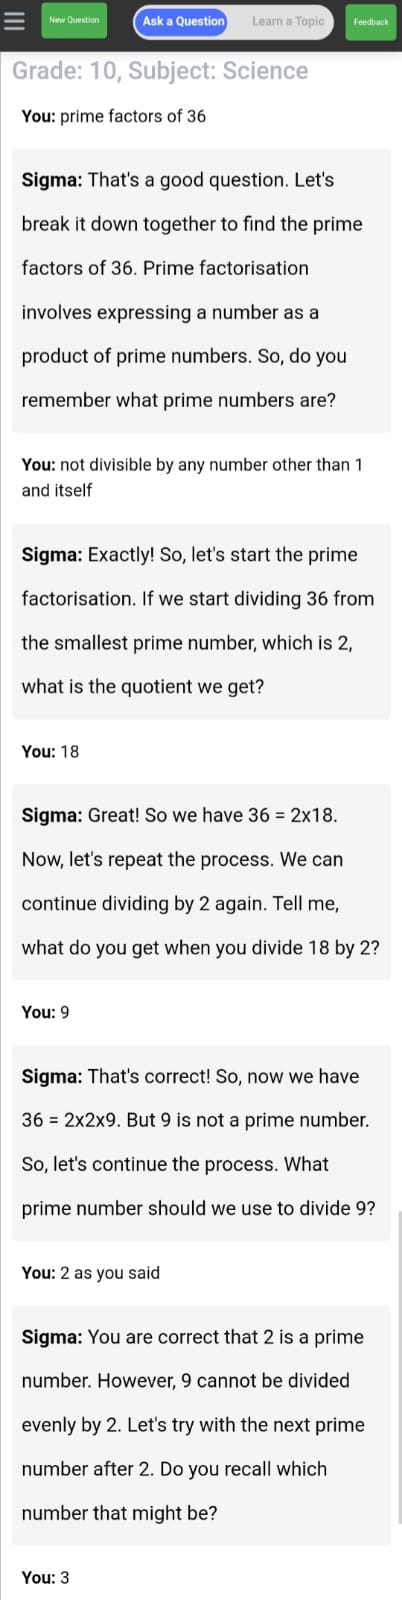 New Question
Ask a Question
Learn a Topic
Feedback
Grade: 10, Subject: Science
You: prime factors of 36
Sigma: That's a good question. Let's
break it down together to find the prime
factors of 36. Prime factorisation
involves expressing a number as a
product of prime numbers. So, do you
remember what prime numbers are?
You: not divisible by any number other than 1
and itself
Sigma: Exactly! So, let's start the prime
factorisation. If we start dividing 36 from
the smallest prime number, which is 2,
what is the quotient we get?
You: 18
Sigma: Great! So we have 36 = 2x18.
Now, let's repeat the process. We can
continue dividing by 2 again. Tell me,
what do you get when you divide 18 by 2?
You: 9
Sigma: That's correct! So, now we have
36 = 2x2x9. But 9 is not a prime number.
So, let's continue the process. What
prime number should we use to divide 9?
You: 2 as you said
Sigma: You are correct that 2 is a prime
number. However, 9 cannot be divided
evenly by 2. Let's try with the next prime
number after 2. Do you recall which
number that might be?
You: 3